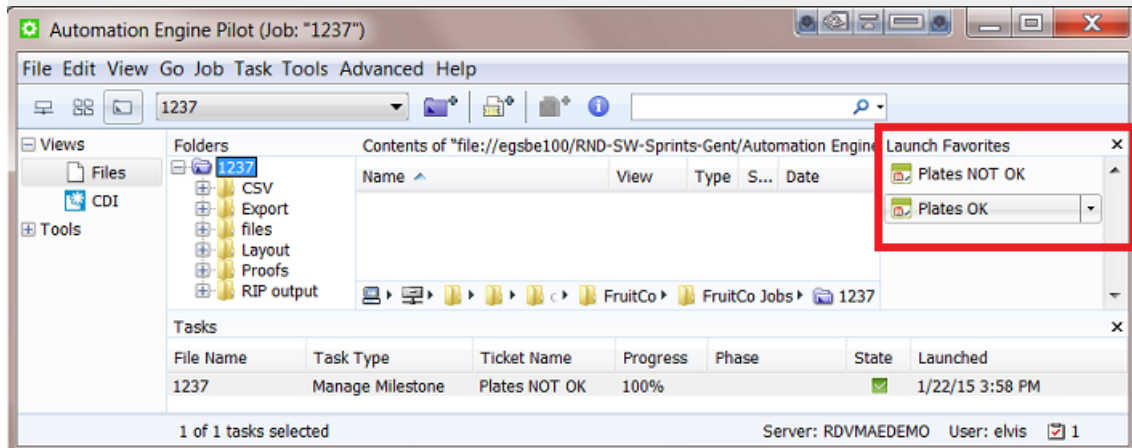 Automation Engine Pilot (Job: "1237")
File Edit View Go Job Task Tools Advanced Help
1237
Views
Files
CDI
Tools
Folders
1237
CSV
Export
files
Layout
Proofs
RIP output
Contents of "file://egsbe100/RND-SW-Sprints-Gent/Automation Engine
Name View Type S... Date
c FruitCo FruitCo Jobs 1237
Launch Favorites
Plates NOT OK
Plates OK
Tasks
File Name Task Type Ticket Name Progress Phase State Launched
1237 Manage Milestone Plates NOT OK 100% 1/22/15 3:58 PM
1 of 1 tasks selected Server: RDVMAEDEMO User: elvis 1